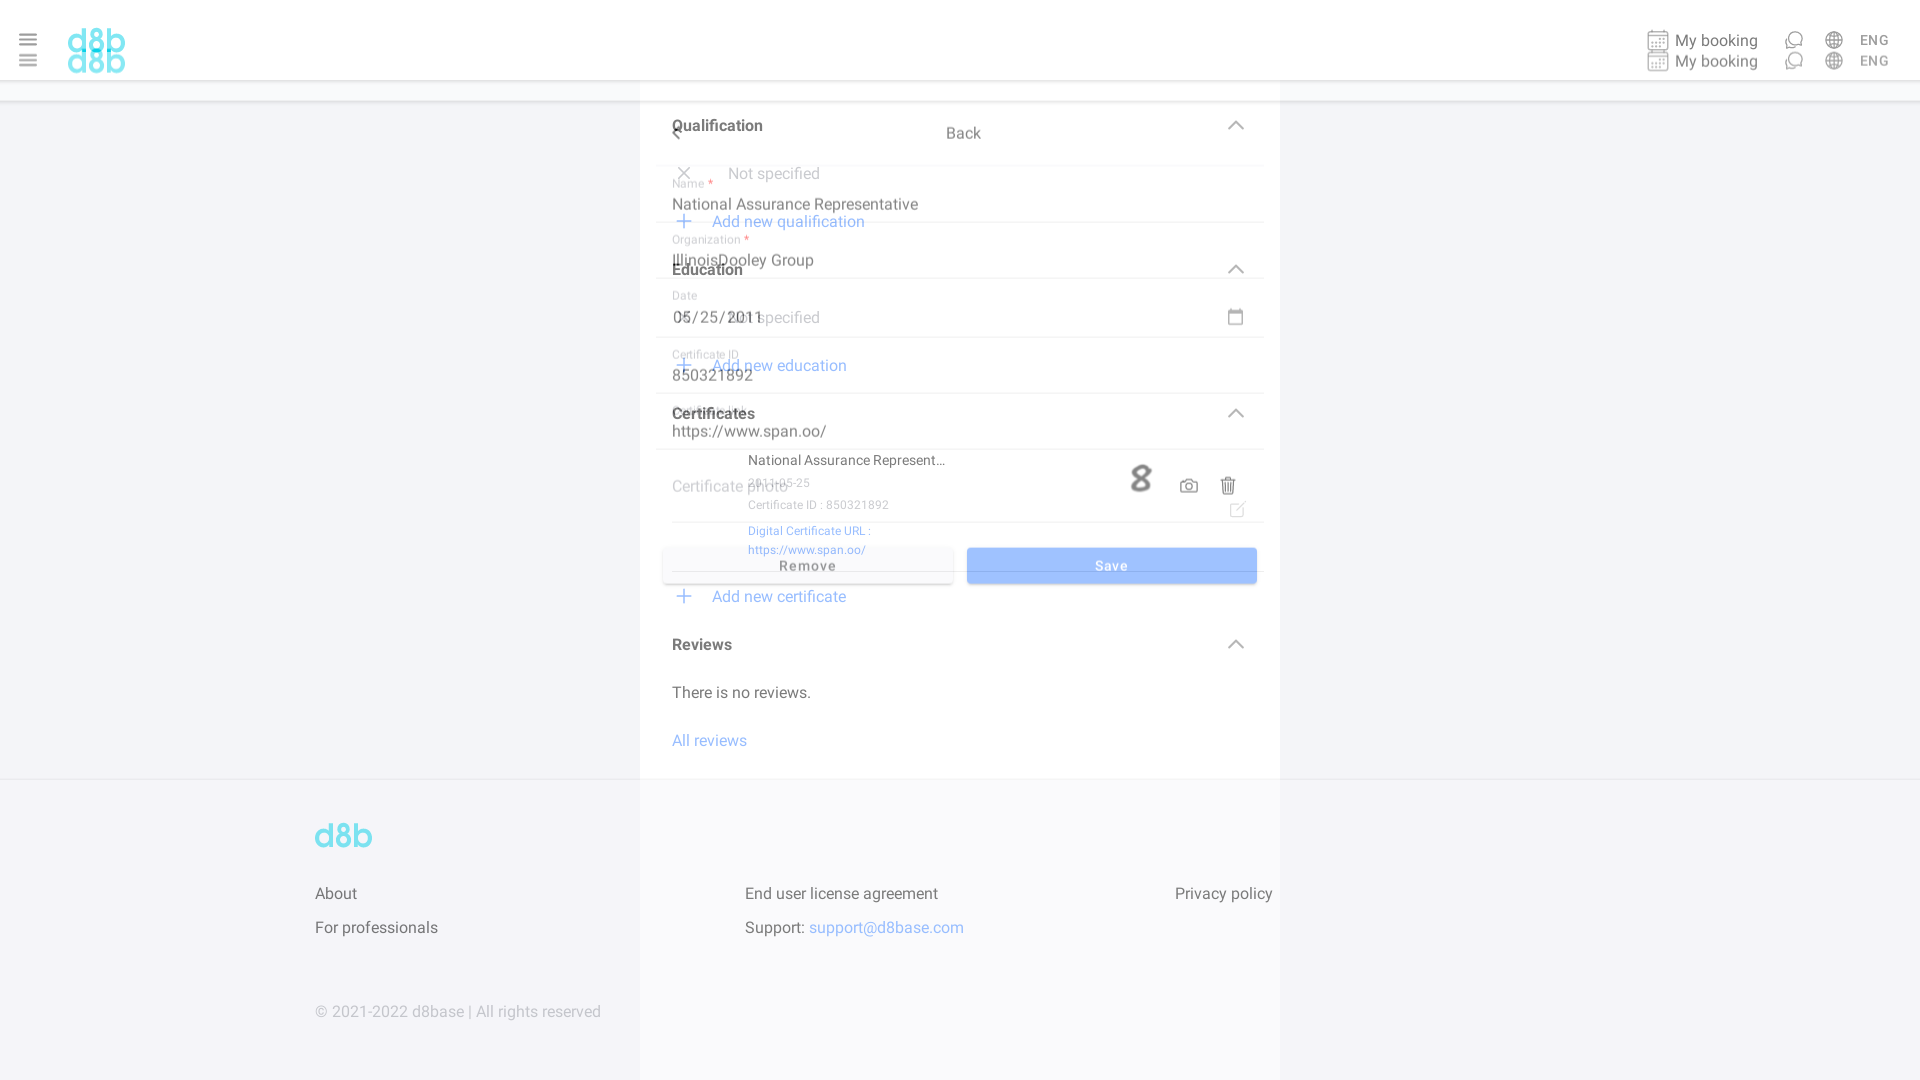 d8b
My booking
ENG
d8b
My booking
ENG
Qualification
Back
Not specified
Name *
National Assurance Representative
Add new qualification
Organization *
IllinoisDooley Group
Education
Date
05/25/2011
Not specified
Certificate ID
Add new education
850321892
Certificates
https://www.span.oo/
National Assurance Represent...
2011-05-25
Certificate photo
8
Certificate ID : 850321892
Digital Certificate URL :
https://www.span.oo/
Remove
Save
Add new certificate
Reviews
There is no reviews.
All reviews
d8b
About
End user license agreement
Privacy policy
For professionals
Support: support@d8base.com
© 2021-2022 d8base | All rights reserved